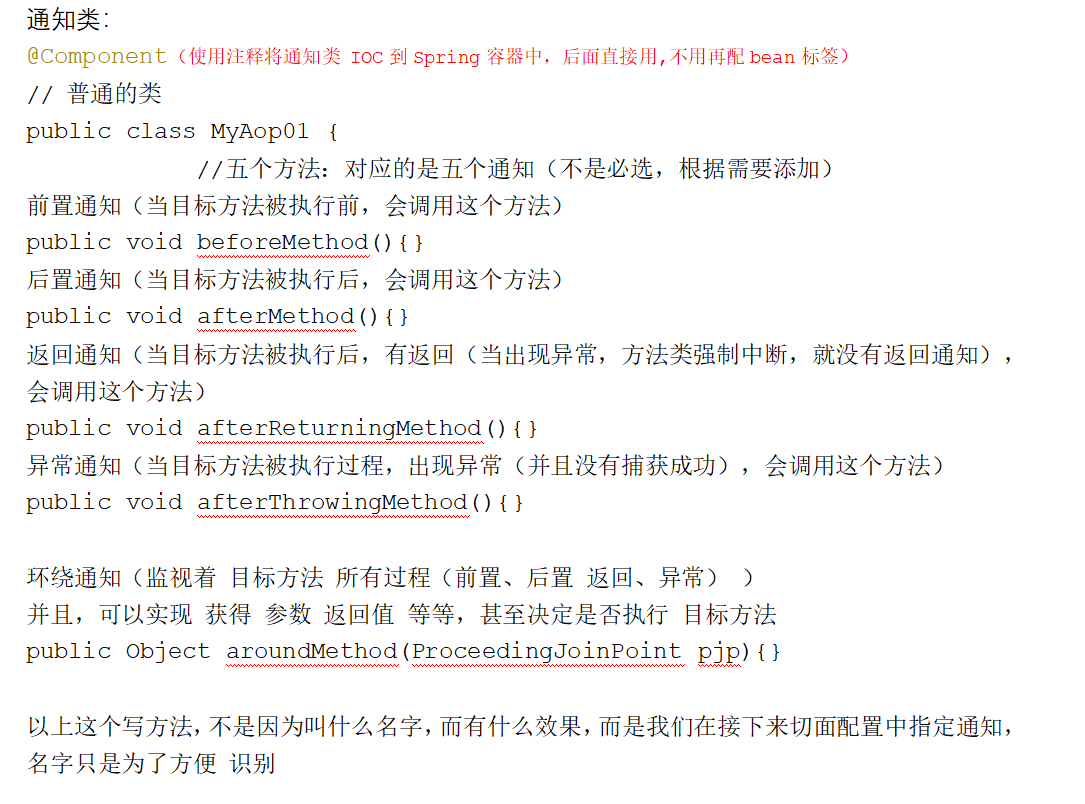 通知类：
@Component（使用注释将通知类 IOC 到 Spring 容器中，后面直接用,不用再配 bean 标签）
// 普通的类
public class MyAop01 {
//五个方法：对应的是五个通知（不是必选，根据需要添加）
前置通知（当目标方法被执行前，会调用这个方法）
public void beforeMethod(){}
后置通知（当目标方法被执行后，会调用这个方法）
public void afterMethod(){}
返回通知（当目标方法被执行后，有返回（当出现异常，方法类强制中断，就没有返回通知），
会调用这个方法）
public void afterReturningMethod(){}
异常通知（当目标方法被执行过程，出现异常（并且没有捕获成功），会调用这个方法）
public void afterThrowingMethod(){}
环绕通知（监视着 目标方法 所有过程（前置、后置 返回、异常） ）
并且，可以实现 获得 参数 返回值 等等，甚至决定是否执行 目标方法
public Object aroundMethod(ProceedingJoinPoint pjp){}
以上这个写方法，不是因为叫什么名字，而有什么效果，而是我们在接下来切面配置中指定通知，
名字只是为了方便 识别